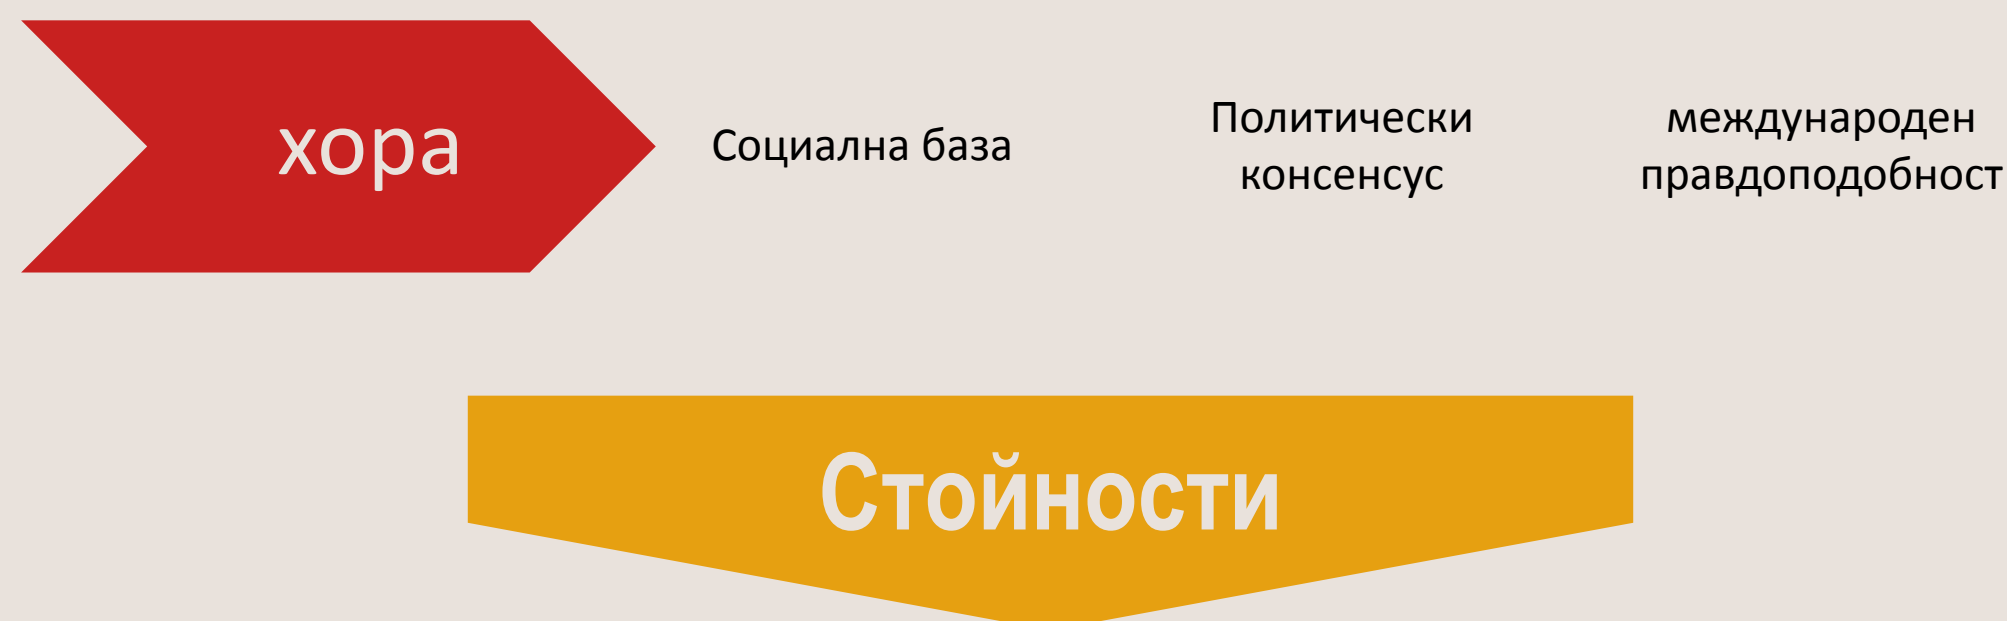 хора
Социална база
Политически
консенсус
международен
правдоподобност
Стойности